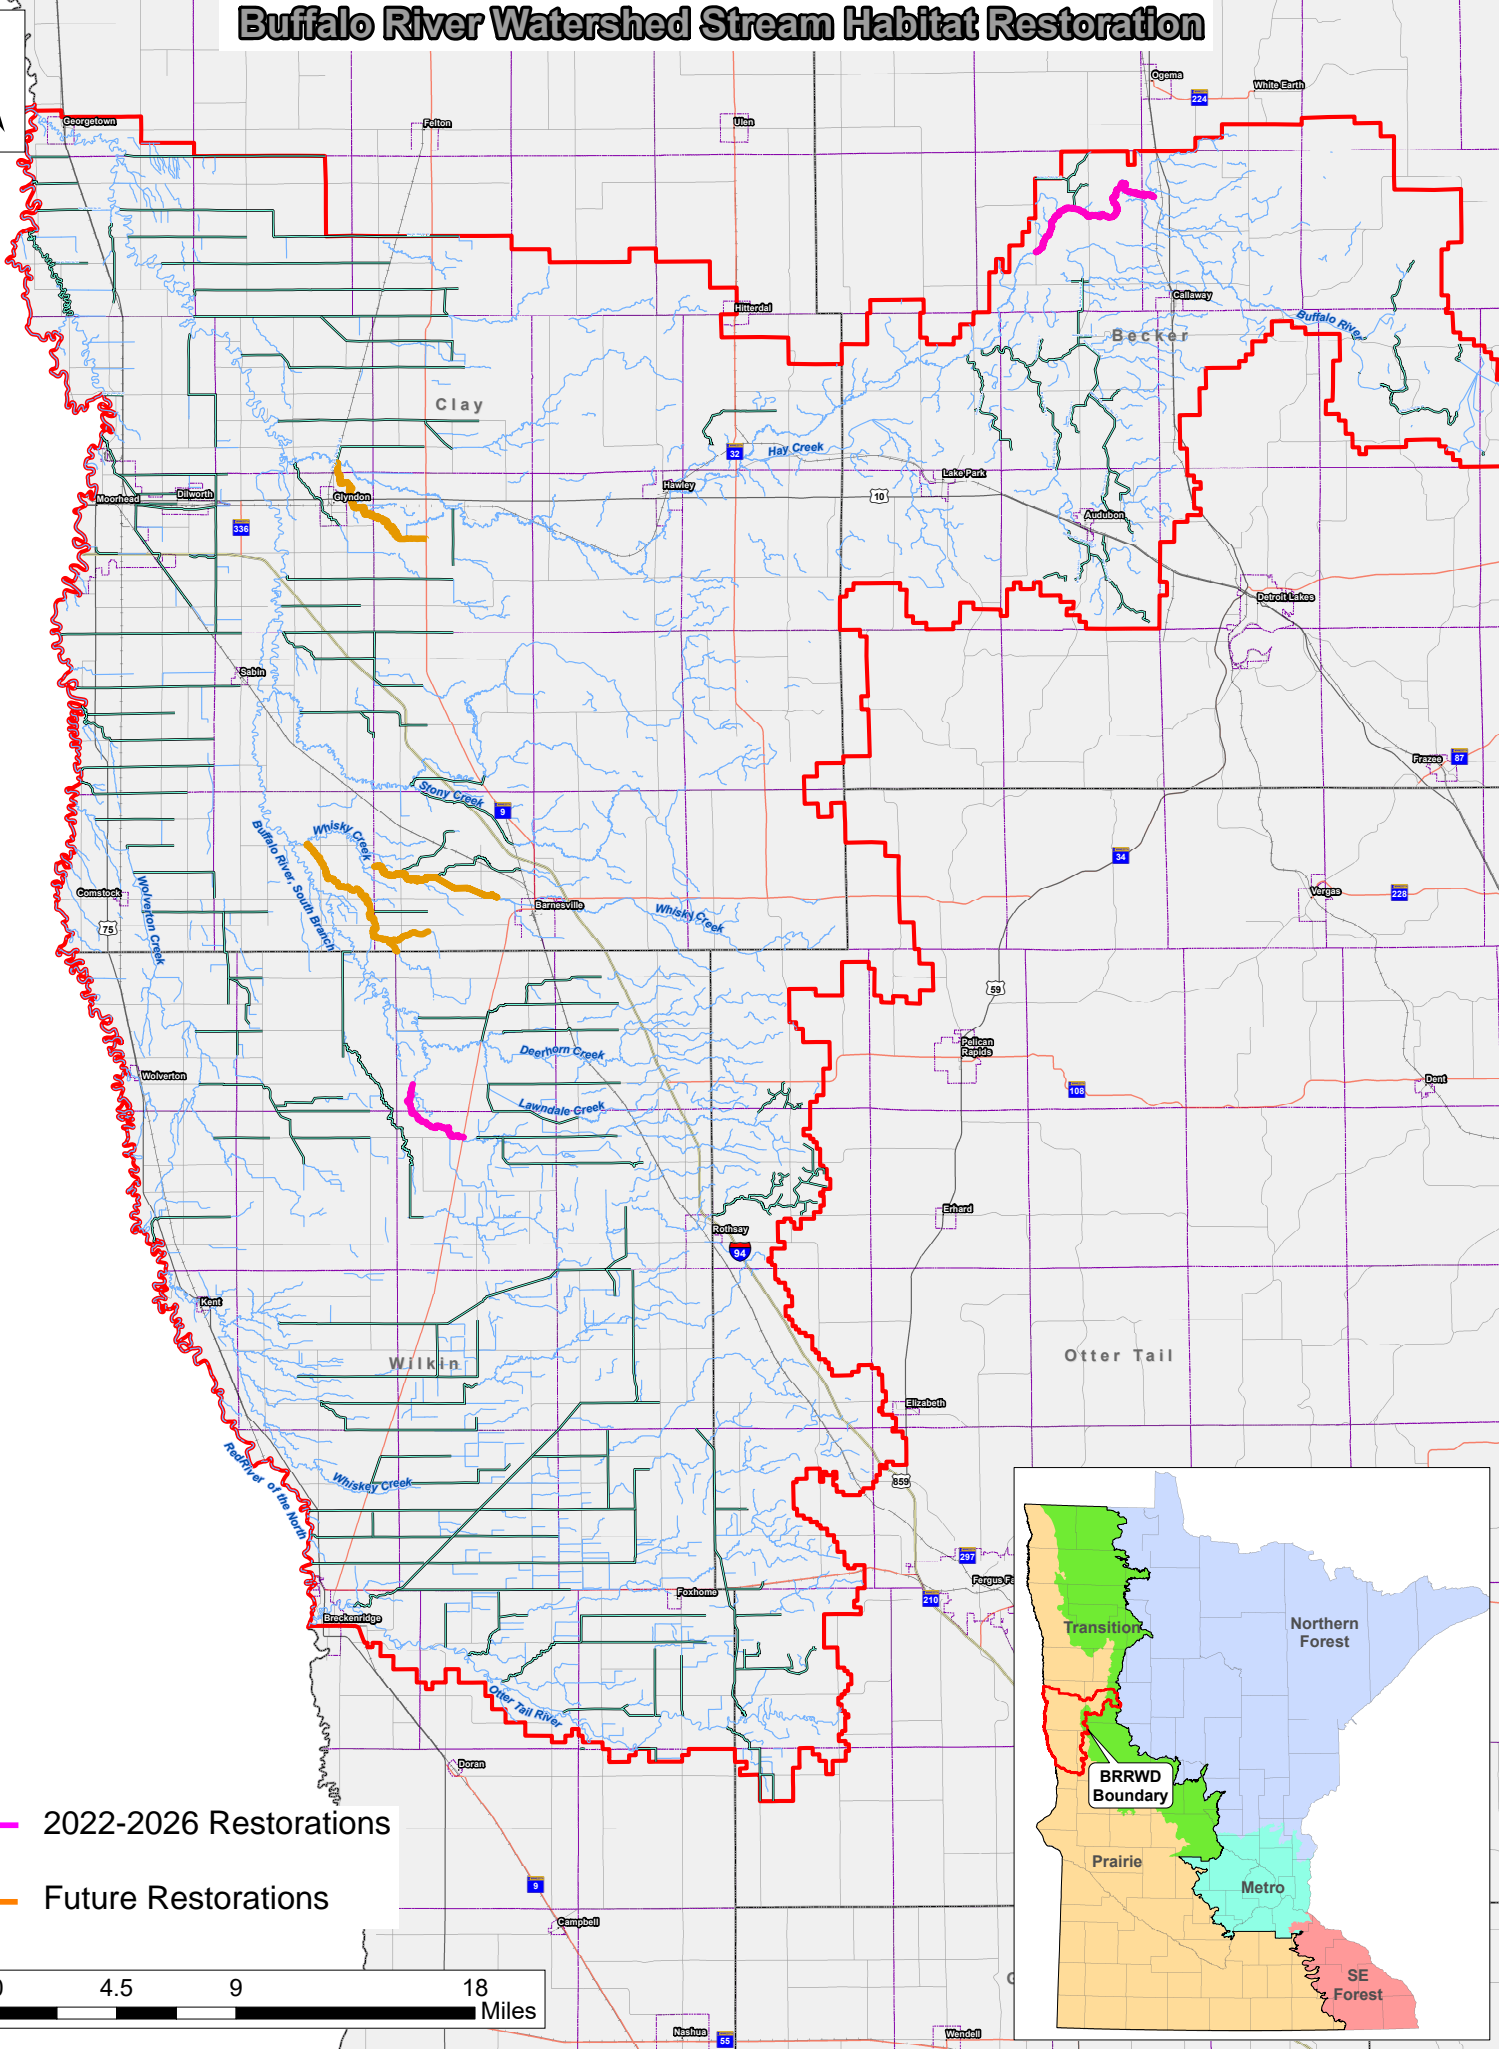 Buffalo River Watershed Stream Habitat Restoration
Ogema
White Earth
224
Georgetown
Felton
Ulen
Callaway
Hitterdal
Buffalo River
Becker
Clay
32
Hay Creek
Lake Park
Hawley
10
Moorhead
Dilworth
Glyndon
Audubon
336
Detroit Lakes
Sabin
Frazee
87
Stony Creek
9
Whisky Creek
Buffalo River, South Branch
34
Comstock
Wolverton Creek
Barnesville
Whisky Creek
Vergas
228
75
59
Deerhorn Creek
Pelican
Rapids
Wolverton
Lawndale Creek
108
Dent
Erhard
Rothsay
94
Kent
Wilkin
Otter Tail
Elizabeth
RedRiver of the North
Whiskey Creek
859
297
Fergus Fa
Foxhome
210
Breckenridge
Otter Tail River
Doran
Transition
Northern
Forest
BRRWD
Boundary
Prairie
Metro
SE
Forest
2022-2026 Restorations
Future Restorations
9
Campbell
0
4.5
9
18
Miles
Nashua
55
Wendell